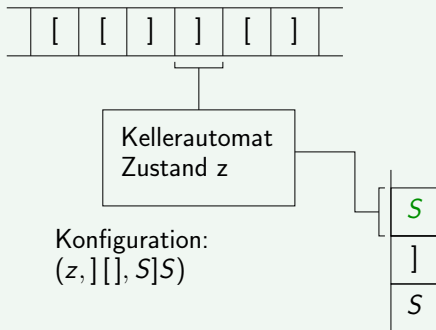 [ [ ] ] [ ]
Kellerautomat
Zustand z
S
]
S
Konfiguration:
(z, ] [ ], S]S)